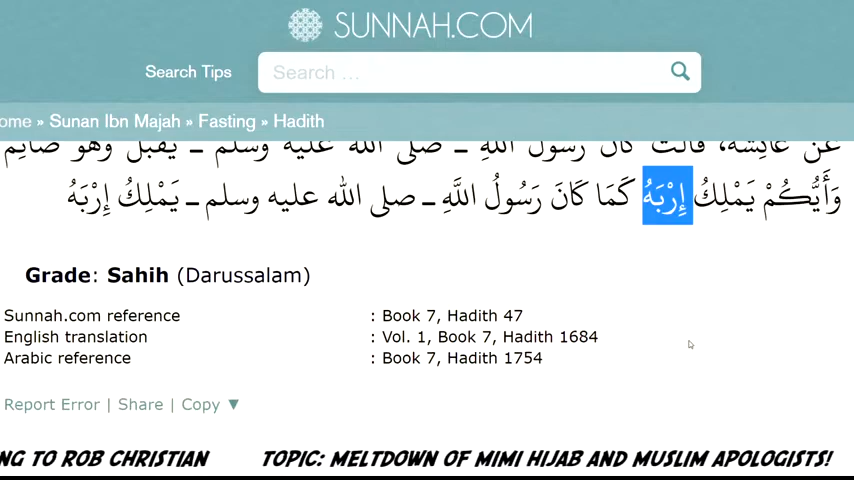 SUNNAH.COM
Search Tips
Search ...
ome » Sunan Ibn Majah » Fasting » Hadith
عن عائشة، قالت كان رسول الله ـ صلى الله عليه وسلم ـ يقبل وهو صائم
وَأَيُّكُمْ يَمْلِكُ إِرْبَهُ كَمَا كَانَ رَسُولُ اللَّهِ ـ صلى الله عليه وسلم ـ يَمْلِكُ إِرْبَهُ
Grade: Sahih (Darussalam)
Sunnah.com reference : Book 7, Hadith 47
English translation : Vol. 1, Book 7, Hadith 1684
Arabic reference : Book 7, Hadith 1754
Report Error | Share | Copy ▼
NG TO ROB CHRISTIAN TOPIC: MELTDOWN OF MIMI HIJAB AND MUSLIM APOLOGISTS!